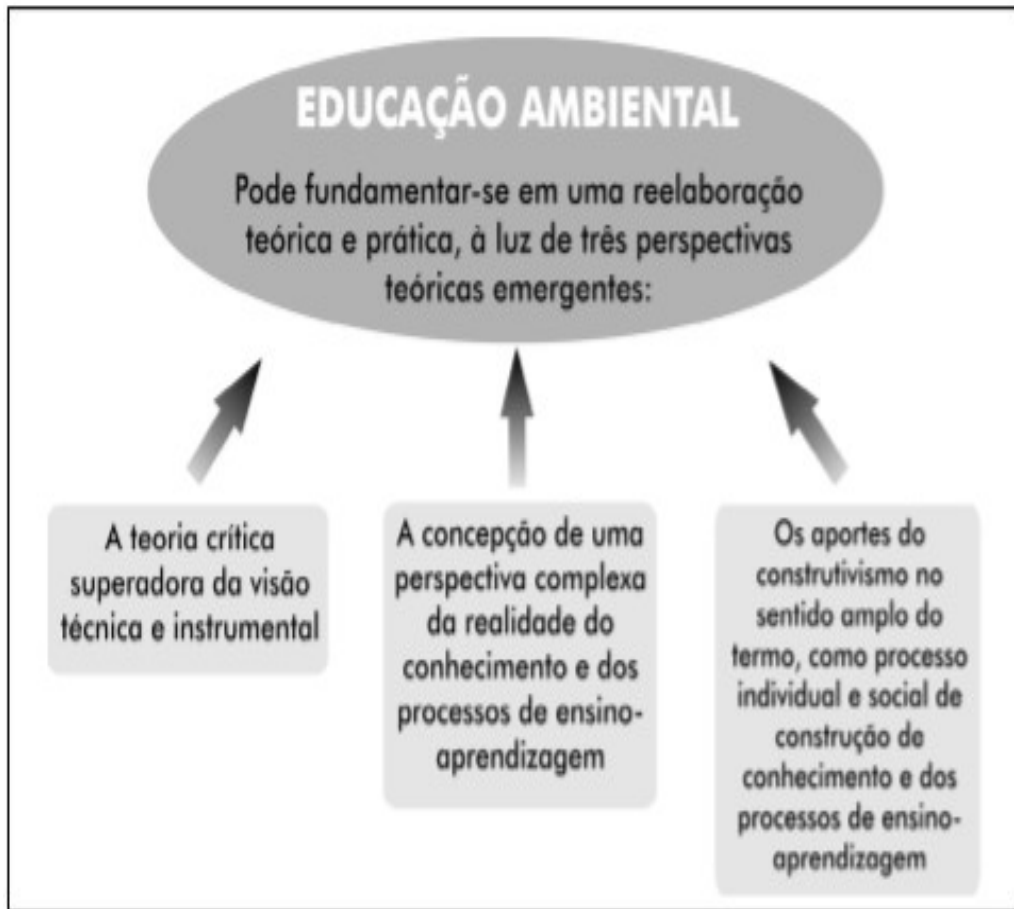 EDUCAÇÃO AMBIENTAL
Pode fundamentar-se em uma reelaboração
teórica e prática, à luz de três perspectivas
teóricas emergentes:
A teoria crítica
superadora da visão
técnica e instrumental
A concepção de uma
perspectiva complexa
da realidade do
conhecimento e dos
processos de ensino-
aprendizagem
Os aportes do
construtivismo no
sentido amplo do
termo, como processo
individual e social de
construção de
conhecimento e dos
processos de ensino-
aprendizagem